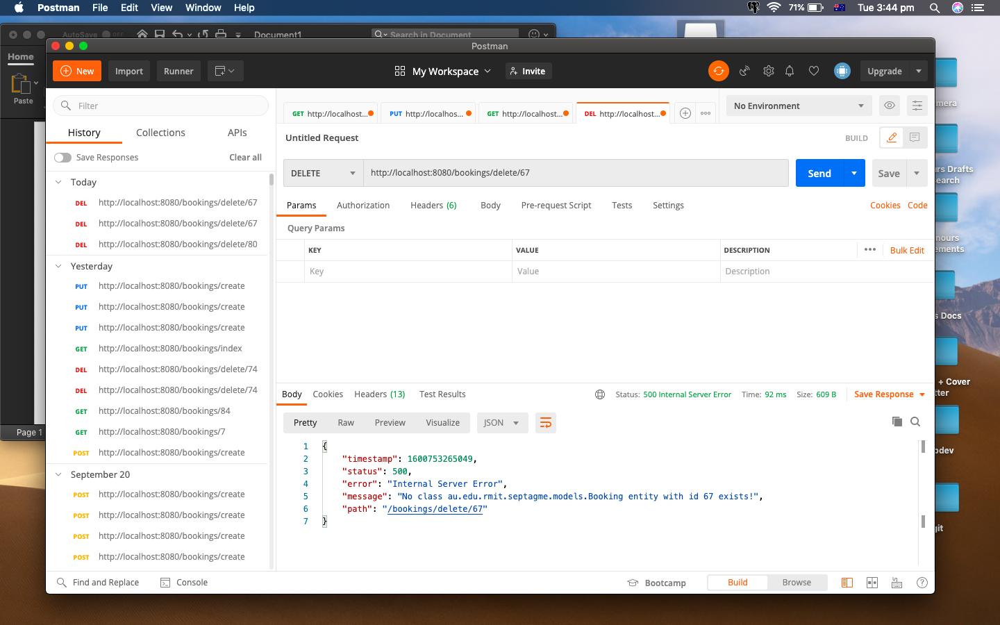 Postman File Edit View Window Help
71% Tue 3:44 pm
AutoSave OFF Document1 Search in Document
Home
Paste
Page 1
Postman
New Import Runner My Workspace Invite Upgrade
Filter
History Collections APIs
Save Responses Clear all
Today
DEL http://localhost:8080/bookings/delete/67
DEL http://localhost:8080/bookings/delete/67
DEL http://localhost:8080/bookings/delete/80
Yesterday
PUT http://localhost:8080/bookings/create
PUT http://localhost:8080/bookings/create
PUT http://localhost:8080/bookings/create
GET http://localhost:8080/bookings/index
DEL http://localhost:8080/bookings/delete/74
DEL http://localhost:8080/bookings/delete/74
GET http://localhost:8080/bookings/84
GET http://localhost:8080/bookings/7
POST http://localhost:8080/bookings/create
September 20
POST http://localhost:8080/bookings/create
POST http://localhost:8080/bookings/create
POST http://localhost:8080/bookings/create
POST http://localhost:8080/bookings/create
GET http://localhost... PUT http://localhos... GET http://localhos... DEL http://localhost...
No Environment
Untitled Request BUILD
DELETE http://localhost:8080/bookings/delete/67 Send Save
Params Authorization Headers (6) Body Pre-request Script Tests Settings Cookies Code
Query Params
KEY VALUE DESCRIPTION Bulk Edit
Key Value Description
Body Cookies Headers (13) Test Results Status: 500 Internal Server Error Time: 92 ms Size: 609 B Save Response
Pretty Raw Preview Visualize JSON
1 {
2 "timestamp": 1600753265049,
3 "status": 500,
4 "error": "Internal Server Error",
5 "message": "No class au.edu.rmit.septagme.models.Booking entity with id 67 exists!",
6 "path": "/bookings/delete/67"
7 }
Find and Replace Console Bootcamp Build Browse
mera
urs Drafts
earch
nours
ements
s Docs
+ Cover
tter
pdev
git